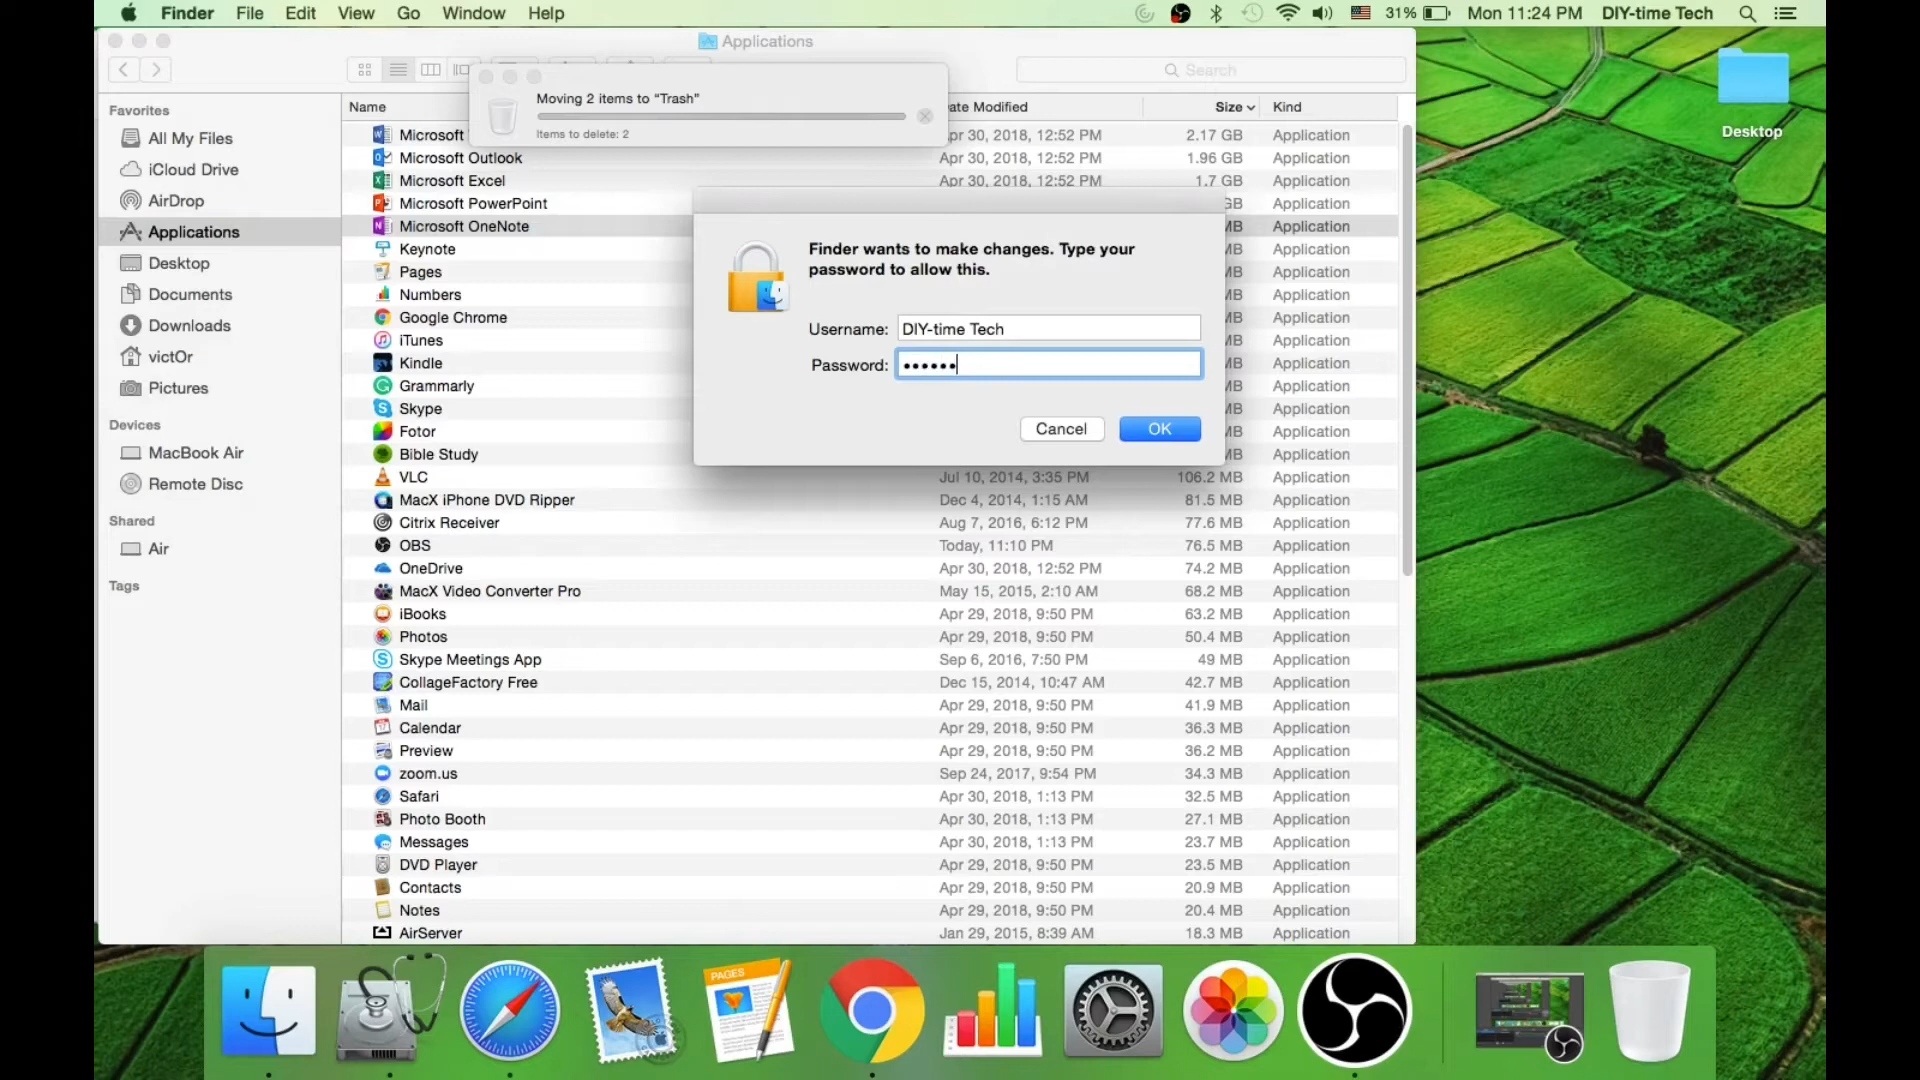 Finder File Edit View Go Window Help 31% Mon 11:24 PM DIY-time Tech
Applications
Search
Moving 2 items to “Trash”
Items to delete: 2
Favorites
All My Files
iCloud Drive
AirDrop
Applications
Desktop
Documents
Downloads
victOr
Pictures
Devices
MacBook Air
Remote Disc
Shared
Air
Tags
Name ate Modified Size Kind
Microsoft pr 30, 2018, 12:52 PM 2.17 GB Application
Microsoft Outlook Apr 30, 2018, 12:52 PM 1.96 GB Application
Microsoft Excel Apr 30, 2018, 12:52 PM 1.7 GB Application
Microsoft PowerPoint GB Application
Microsoft OneNote MB Application
Keynote MB Application
Pages MB Application
Numbers MB Application
Google Chrome MB Application
iTunes MB Application
Kindle MB Application
Grammarly MB Application
Skype MB Application
Fotor MB Application
Bible Study MB Application
VLC Jul 10, 2014, 3:35 PM 106.2 MB Application
MacX iPhone DVD Ripper Dec 4, 2014, 1:15 AM 81.5 MB Application
Citrix Receiver Aug 7, 2016, 6:12 PM 77.6 MB Application
OBS Today, 11:10 PM 76.5 MB Application
OneDrive Apr 30, 2018, 12:52 PM 74.2 MB Application
MacX Video Converter Pro May 15, 2015, 2:10 AM 68.2 MB Application
iBooks Apr 29, 2018, 9:50 PM 63.2 MB Application
Photos Apr 29, 2018, 9:50 PM 50.4 MB Application
Skype Meetings App Sep 6, 2016, 7:50 PM 49 MB Application
CollageFactory Free Dec 15, 2014, 10:47 AM 42.7 MB Application
Mail Apr 29, 2018, 9:50 PM 41.9 MB Application
Calendar Apr 29, 2018, 9:50 PM 36.3 MB Application
Preview Apr 29, 2018, 9:50 PM 36.2 MB Application
zoom.us Sep 24, 2017, 9:54 PM 34.3 MB Application
Safari Apr 30, 2018, 1:13 PM 32.5 MB Application
Photo Booth Apr 30, 2018, 1:13 PM 27.1 MB Application
Messages Apr 30, 2018, 1:13 PM 23.7 MB Application
DVD Player Apr 29, 2018, 9:50 PM 23.5 MB Application
Contacts Apr 29, 2018, 9:50 PM 20.9 MB Application
Notes Apr 29, 2018, 9:50 PM 20.4 MB Application
AirServer Jan 29, 2015, 8:39 AM 18.3 MB Application
Finder wants to make changes. Type your
password to allow this.
Username: DIY-time Tech
Password: ••••••
Cancel OK
Desktop
PAGES